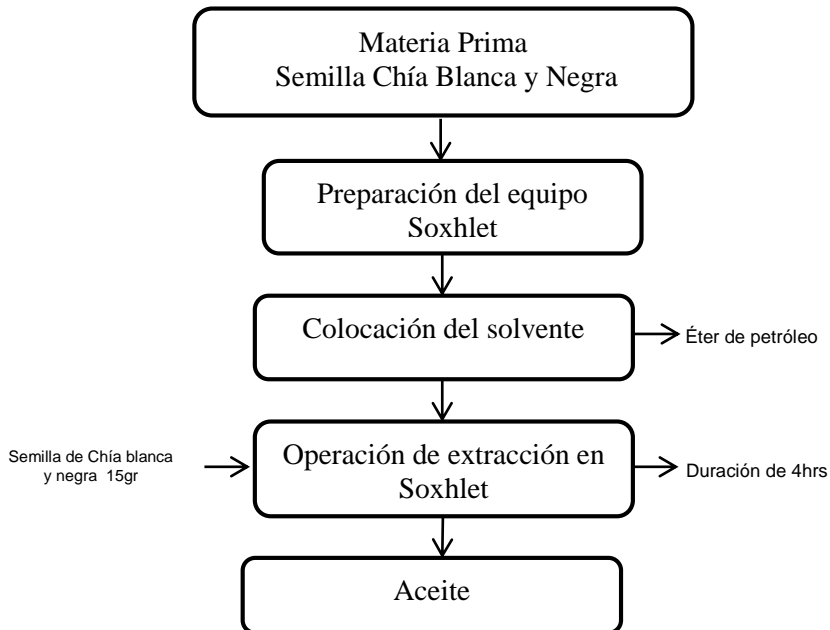 Materia Prima
Semilla Chía Blanca y Negra
Preparación del equipo
Soxhlet
Colocación del solvente
Éter de petróleo
Semilla de Chía blanca
y negra 15gr
Operación de extracción en
Soxhlet
Duración de 4hrs
Aceite